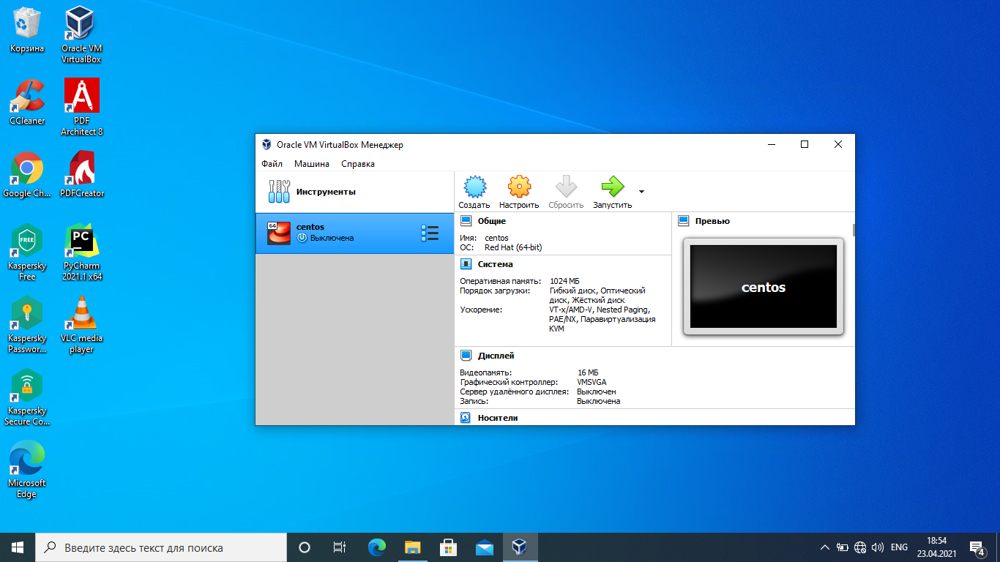 Корзина
Oracle VM
VirtualBox
CCleaner
PDF
Architect 8
Google Ch...
PDFCreator
FREE
Kaspersky
Free
PC
PyCharm
2021.1 x64
Kaspersky
Passwor...
VLC media
player
Kaspersky
Secure Co...
Microsoft
Edge
Oracle VM VirtualBox Менеджер
Файл Машина Справка
Инструменты
64
centos
Выключена
Создать Настроить Сбросить Запустить
Общие
Имя: centos
ОС: Red Hat (64-bit)
Система
Оперативная память: 1024 МБ
Порядок загрузки: Гибкий диск, Оптический
диск, Жёсткий диск
Ускорение: VT-x/AMD-V, Nested Paging,
PAE/NX, Паравиртуализация
KVM
Превью
centos
Дисплей
Видеопамять: 16 МБ
Графический контроллер: VMSVGA
Сервер удалённого дисплея: Выключен
Запись: Выключена
Носители
Введите здесь текст для поиска
ENG
18:54
23.04.2021
4